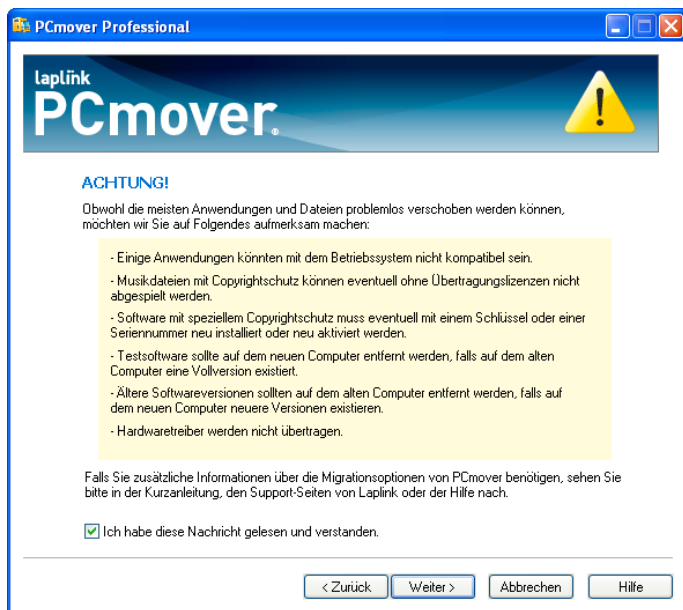 PCmover Professional
laplink
PCmover®
ACHTUNG!
Obwohl die meisten Anwendungen und Dateien problemlos verschoben werden können,
möchten wir Sie auf Folgendes aufmerksam machen:
- Einige Anwendungen könnten mit dem Betriebssystem nicht kompatibel sein.
- Musikdateien mit Copyrightschutz können eventuell ohne Übertragungslizenzen nicht
abgespielt werden.
- Software mit speziellem Copyrightschutz muss eventuell mit einem Schlüssel oder einer
Seriennummer neu installiert oder neu aktiviert werden.
- Testsoftware sollte auf dem neuen Computer entfernt werden, falls auf dem alten
Computer eine Vollversion existiert.
- Ältere Softwareversionen sollten auf dem alten Computer entfernt werden, falls auf
dem neuen Computer neuere Versionen existieren.
- Hardwaretreiber werden nicht übertragen.
Falls Sie zusätzliche Informationen über die Migrationsoptionen von PCmover benötigen, sehen Sie
bitte in der Kurzanleitung, den Support-Seiten von Laplink oder der Hilfe nach.
Ich habe diese Nachricht gelesen und verstanden.
< Zurück Weiter > Abbrechen Hilfe